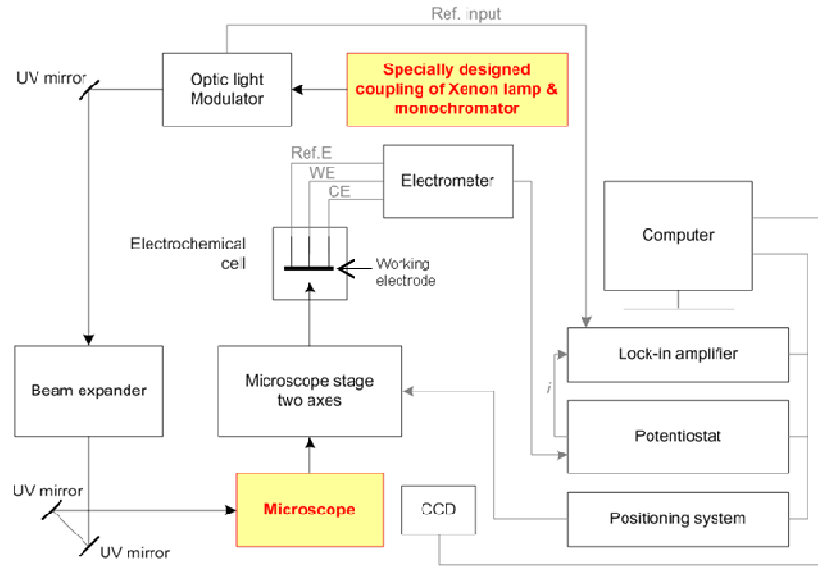 Ref. input
UV mirror
Optic light
Modulator
Specially designed
coupling of Xenon lamp &
monochromator
Ref.E
WE
CE
Electrometer
Computer
Electrochemical
cell
Working
electrode
Lock-in amplifier
Beam expander
Microscope stage
two axes
i
Potentiostat
UV mirror
Microscope
CCD
Positioning system
UV mirror